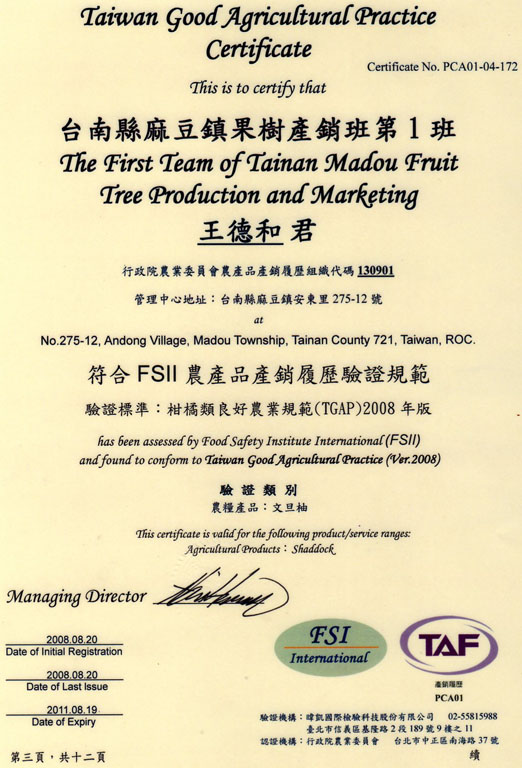 Taiwan Good Agricultural Practice
Certificate
Certificate No. PCA01-04-172
This is to certify that
台南縣麻豆鎮果樹產銷班第1班
The First Team of Tainan Madou Fruit
Tree Production and Marketing
王德和 君
行政院農業委員會農產品產銷履歷組織代碼 130901
管理中心地址：台南縣麻豆鎮安東里 275-12 號
at
No.275-12, Andong Village, Madou Township, Tainan County 721, Taiwan, ROC.
符合 FSII 農產品產銷履歷驗證規範
驗證標準：柑橘類良好農業規範(TGAP)2008 年版
has been assessed by Food Safety Institute International (FSII)
and found to conform to Taiwan Good Agricultural Practice (Ver.2008)
驗證類別
農糧產品：文旦柚
This certificate is valid for the following product/service ranges:
Agricultural Products：Shaddock
Managing Director
2008.08.20
Date of Initial Registration
2008.08.20
Date of Last Issue
2011.08.19
Date of Expiry
FSI
International
TAF
產銷履歷
PCA01
驗證機構：暐凱國際檢驗科技股份有限公司 02-55815988
臺北市信義區基隆路 2 段 189 號 9 樓之 11
認證機構：行政院農業委員會 台北市中正區南海路 37 號
第三頁，共十二頁
續